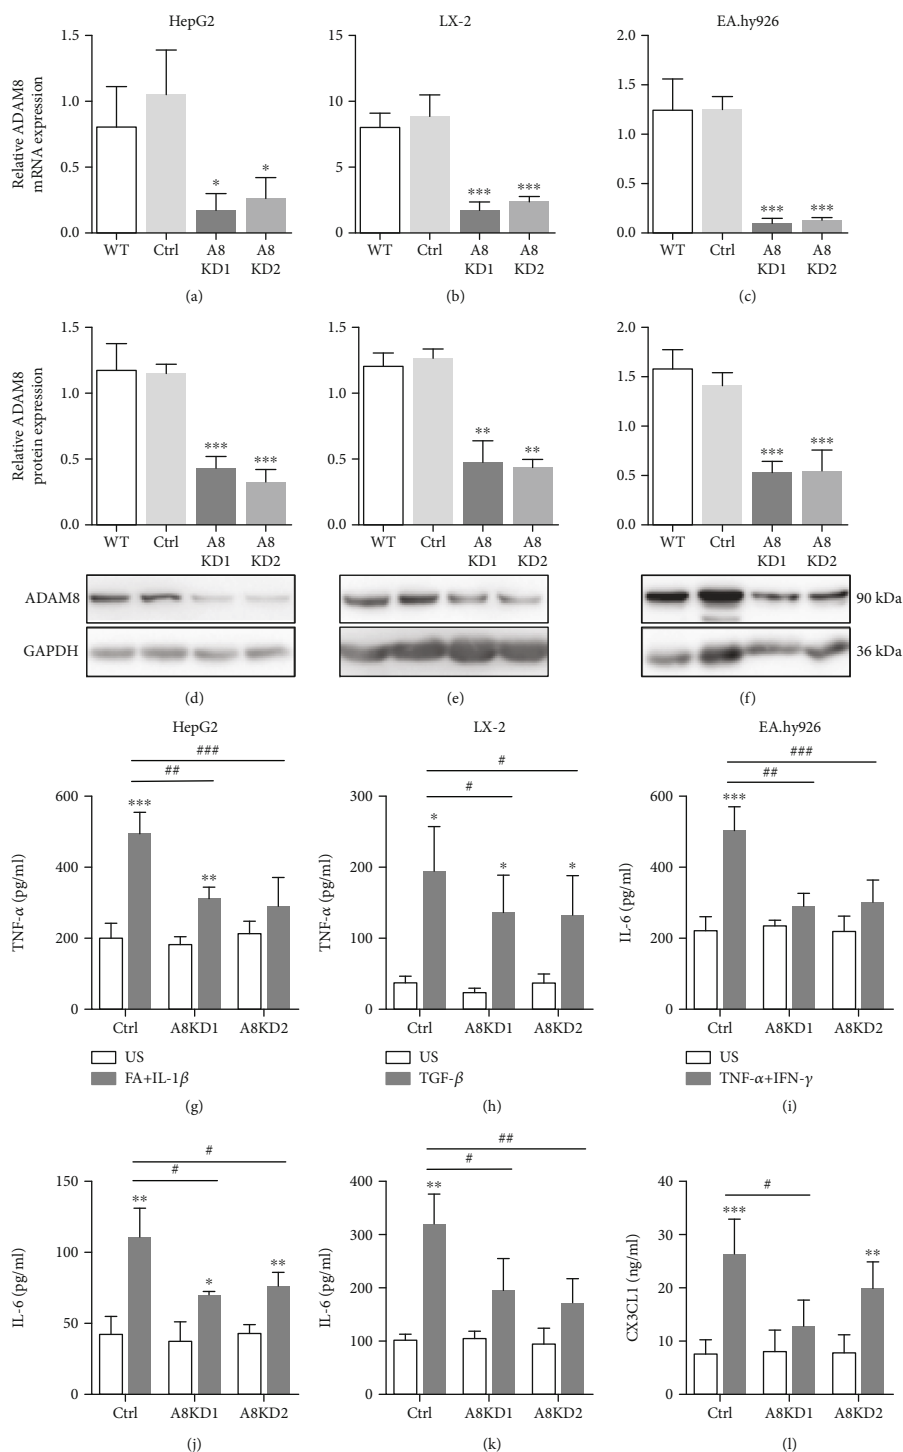 HepG2
LX-2
EA.hy926
Relative ADAM8
mRNA expression
1.5
1.0
0.5
0.0
* *
WT Ctrl A8 A8
KD1 KD2
(a)
15
10
5
0
*** ***
WT Ctrl A8 A8
KD1 KD2
(b)
2.0
1.5
1.0
0.5
0.0
*** ***
WT Ctrl A8 A8
KD1 KD2
(c)
Relative ADAM8
protein expression
1.5
1.0
0.5
0.0
*** ***
WT Ctrl A8 A8
KD1 KD2
1.5
1.0
0.5
0.0
** **
WT Ctrl A8 A8
KD1 KD2
2.0
1.5
1.0
0.5
0.0
*** ***
WT Ctrl A8 A8
KD1 KD2
ADAM8
90 kDa
GAPDH
36 kDa
(d)
(e)
(f)
HepG2
LX-2
EA.hy926
###
##
TNF-α (pg/ml)
600
400
200
0
*** **
Ctrl A8KD1 A8KD2
US
FA+IL-1β
(g)
#
#
TNF-α (pg/ml)
300
200
100
0
* * *
Ctrl A8KD1 A8KD2
US
TGF-β
(h)
###
##
IL-6 (pg/ml)
600
400
200
0
***
Ctrl A8KD1 A8KD2
US
TNF-α+IFN-γ
(i)
#
#
IL-6 (pg/ml)
150
100
50
0
** * **
Ctrl A8KD1 A8KD2
(j)
##
#
IL-6 (pg/ml)
400
300
200
100
0
**
Ctrl A8KD1 A8KD2
(k)
#
CX3CL1 (ng/ml)
40
30
20
10
0
*** **
Ctrl A8KD1 A8KD2
(l)